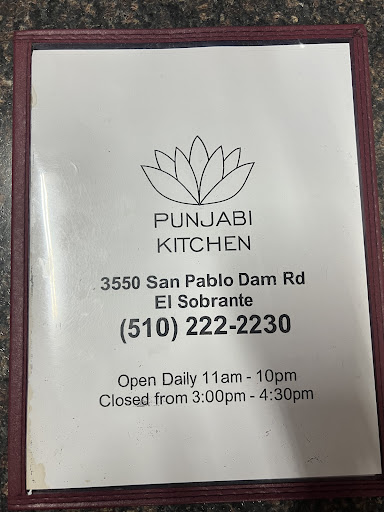 PUNJABI
KITCHEN
3550 San Pablo Dam Rd
El Sobrante
(510) 222-2230
Open Daily 11am - 10pm
Closed from 3:00pm - 4:30pm